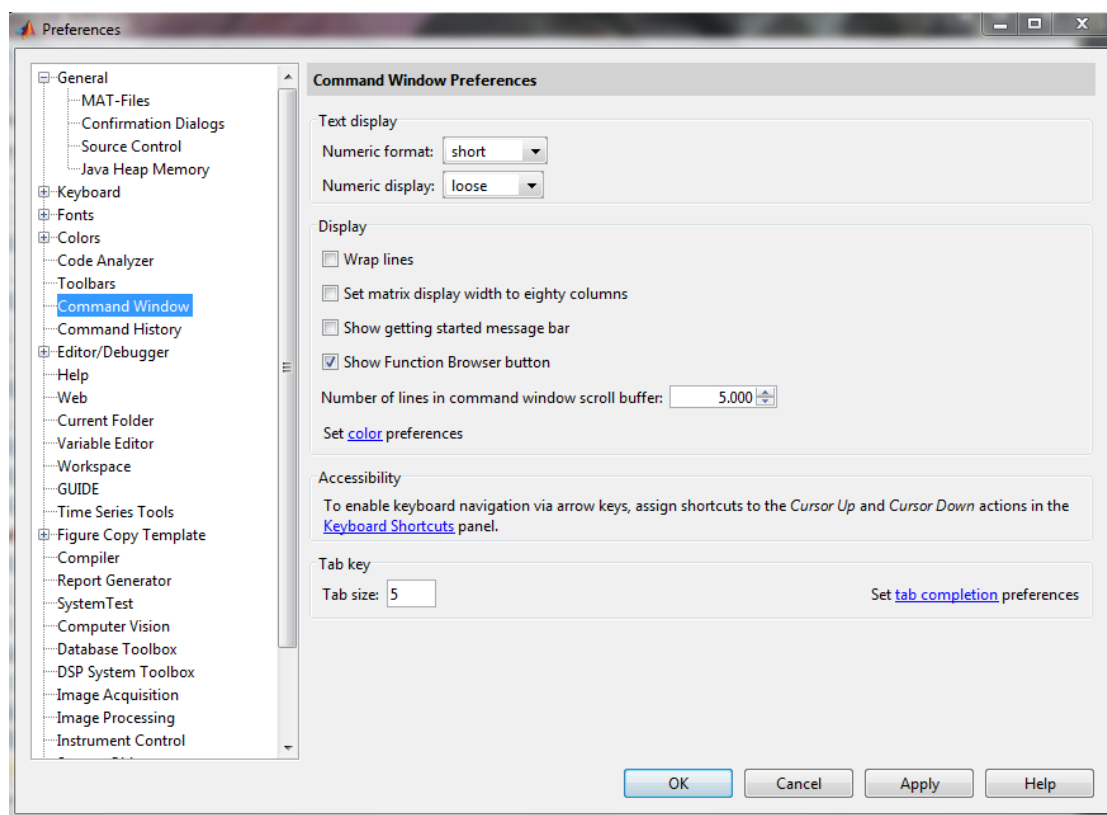 Preferences
General
MAT-Files
Confirmation Dialogs
Source Control
Java Heap Memory
Keyboard
Fonts
Colors
Code Analyzer
Toolbars
Command Window
Command History
Editor/Debugger
Help
Web
Current Folder
Variable Editor
Workspace
GUIDE
Time Series Tools
Figure Copy Template
Compiler
Report Generator
SystemTest
Computer Vision
Database Toolbox
DSP System Toolbox
Image Acquisition
Image Processing
Instrument Control
Command Window Preferences
Text display
Numeric format: short
Numeric display: loose
Display
Wrap lines
Set matrix display width to eighty columns
Show getting started message bar
Show Function Browser button
Number of lines in command window scroll buffer: 5.000
Set color preferences
Accessibility
To enable keyboard navigation via arrow keys, assign shortcuts to the Cursor Up and Cursor Down actions in the
Keyboard Shortcuts panel.
Tab key
Tab size: 5 Set tab completion preferences
OK Cancel Apply Help